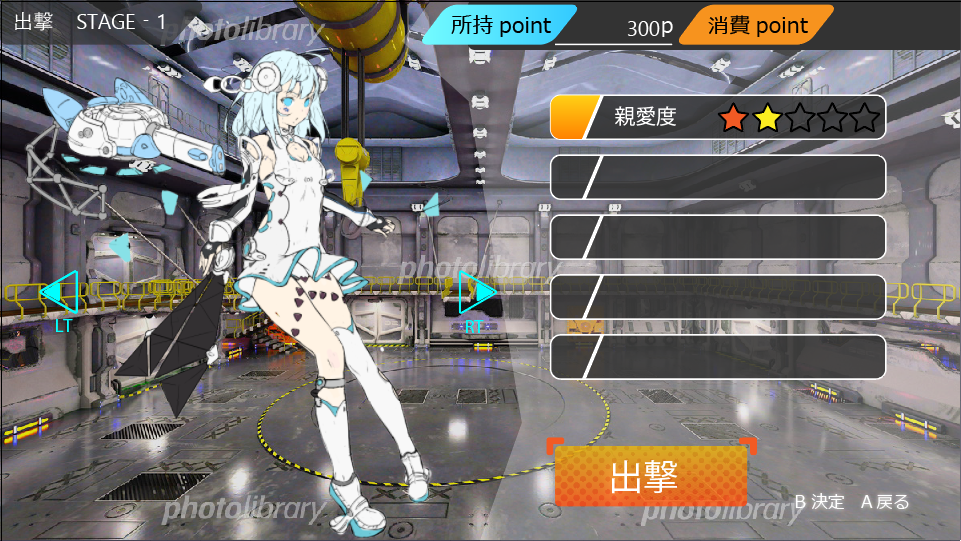 出撃 STAGE - 1
所持 point
300p
消費 point
photolibrary
親愛度
photolibrary
LT
RT
出撃
B 決定 A 戻る
photolibrary
photolibrary